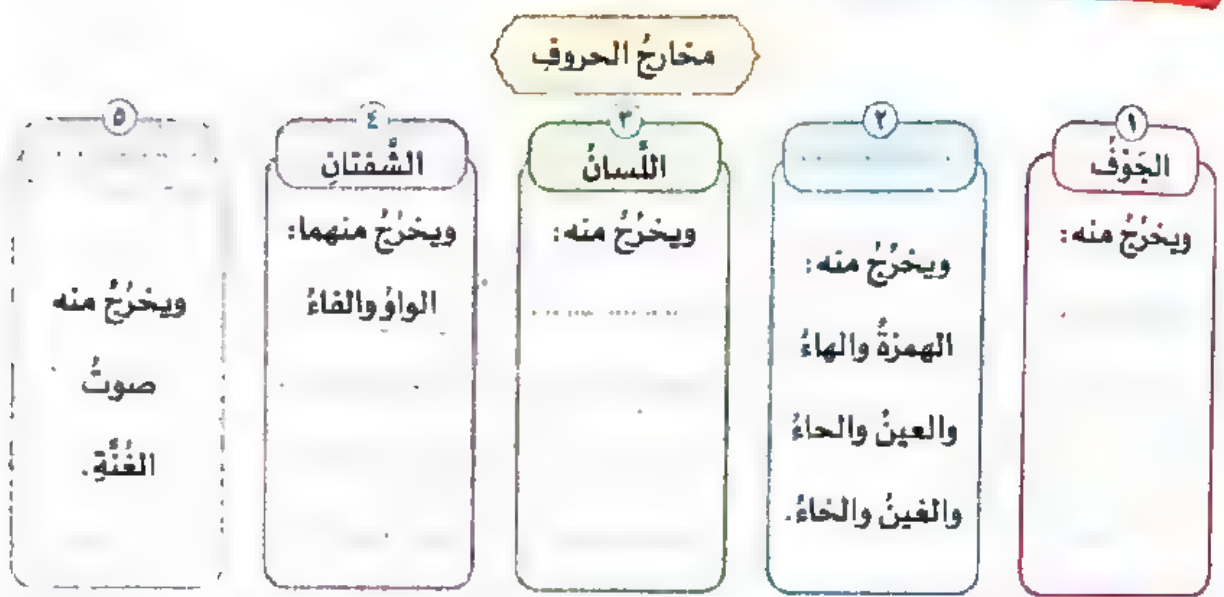 مخارجُ الحروفِ
١
الجَوْفُ
ويخرُجُ منه:
٢
ويخرُجُ منه:
الهمزةُ والهاءُ
والعينُ والحاءُ
والغينُ والخاءُ.
٣
اللِّسانُ
ويخرُجُ منه:
٤
الشَّفتانِ
ويخرُجُ منهما:
الواوُ والفاءُ
٥
ويخرُجُ منه
صوتُ
الغُنَّةِ.